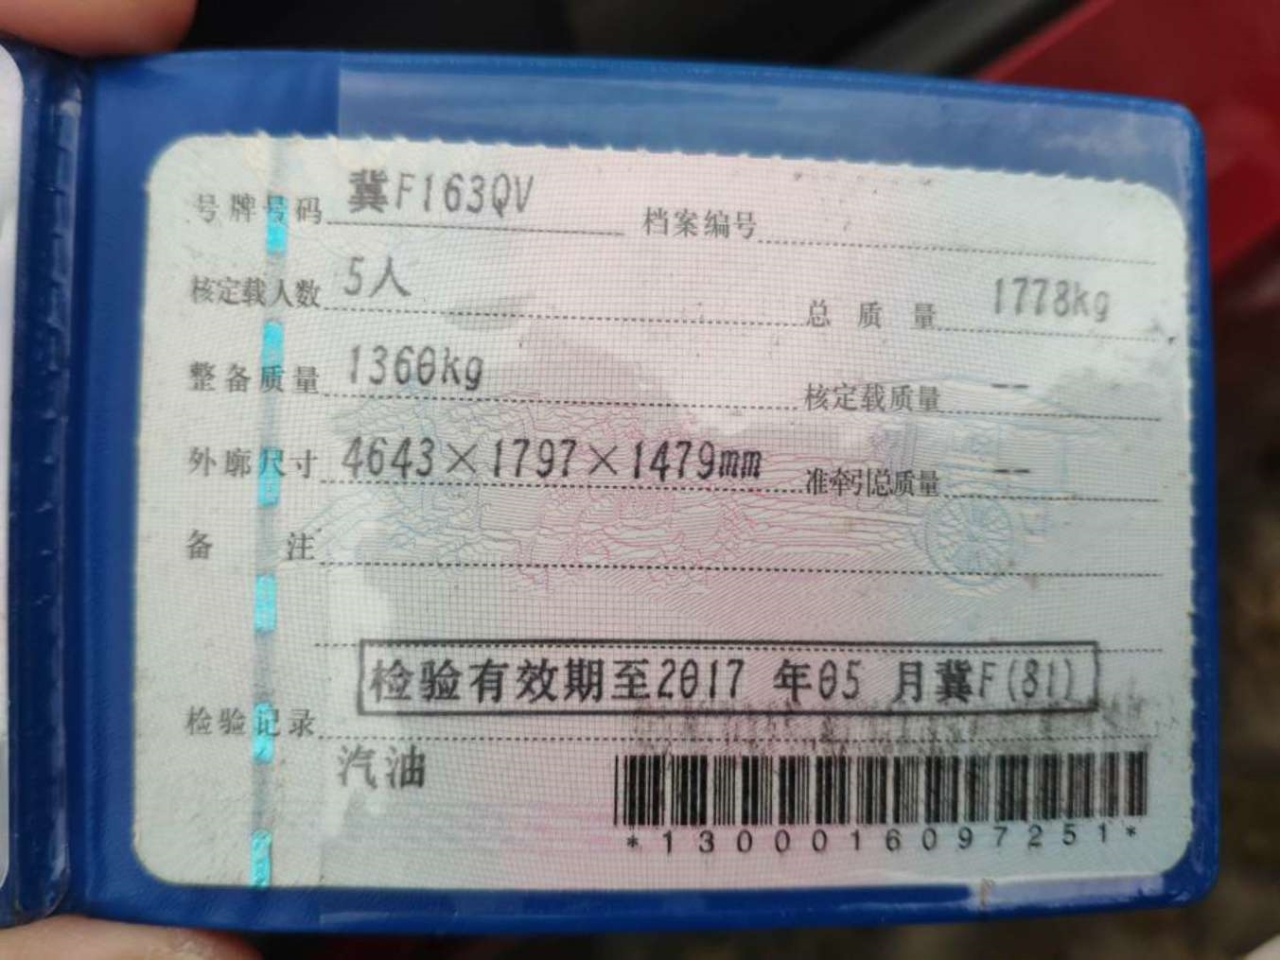 号牌号码 冀F163QV 档案编号
核定载人数 5人 总质量 1778kg
整备质量 1360kg 核定载质量 --
外廓尺寸 4643×1797×1479mm 准牵引总质量 --
备注
检验有效期至2017 年05 月冀F(81)
检验记录
汽油
*1300016097251*